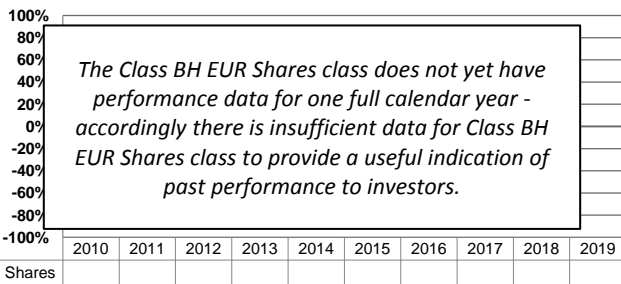 100%
80%
60%
40%
20%
0%
-20%
-40%
-60%
-80%
-100%
The Class BH EUR Shares class does not yet have
performance data for one full calendar year -
accordingly there is insufficient data for Class BH
EUR Shares class to provide a useful indication of
past performance to investors.
2010 2011 2012 2013 2014 2015 2016 2017 2018 2019
Shares